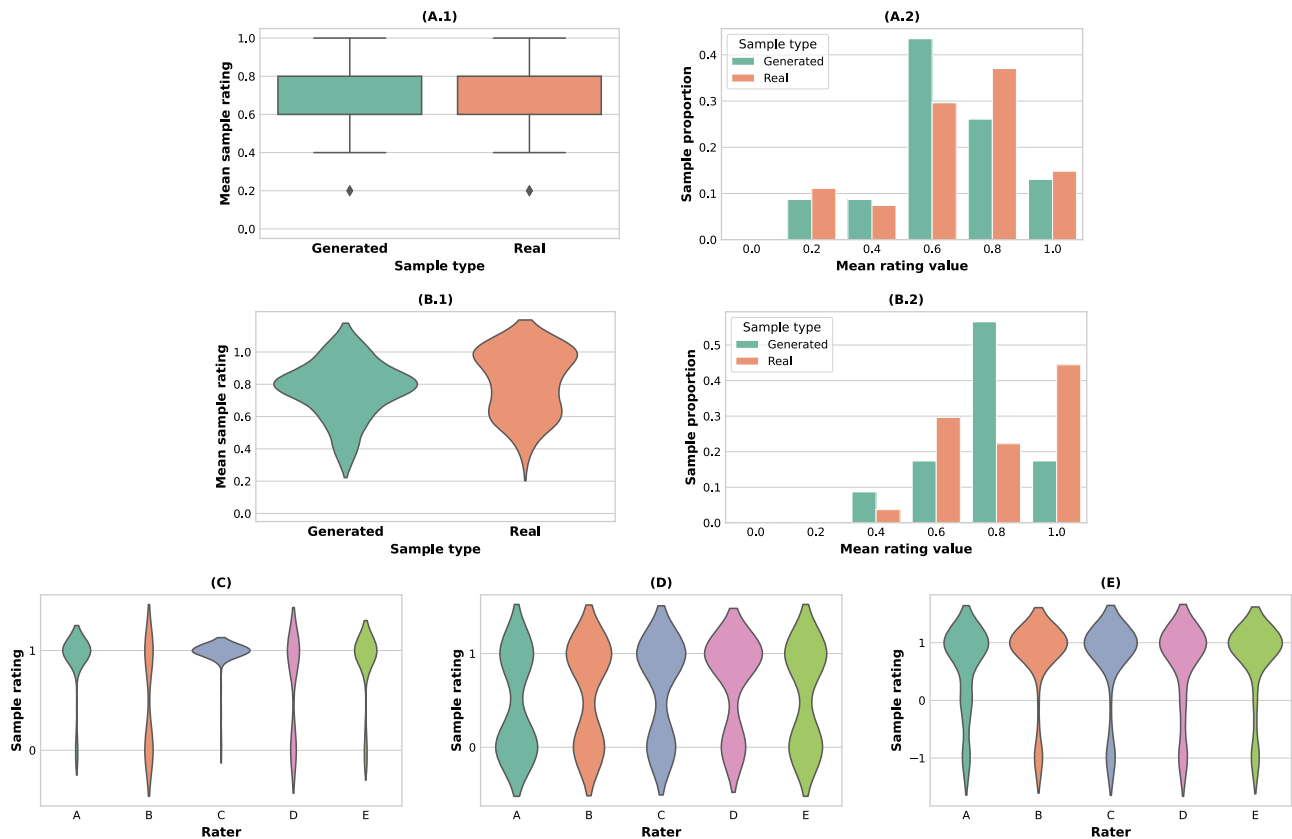 (A.1)
Mean sample rating
1.0
0.8
0.6
0.4
0.2
0.0
Generated
Real
Sample type
(A.2)
Sample proportion
0.4
0.3
0.2
0.1
0.0
Sample type
Generated
Real
0.0 0.2 0.4 0.6 0.8 1.0
Mean rating value
(B.1)
Mean sample rating
1.0
0.8
0.6
0.4
0.2
0.0
Generated
Real
Sample type
(B.2)
Sample proportion
0.5
0.4
0.3
0.2
0.1
0.0
Sample type
Generated
Real
0.0 0.2 0.4 0.6 0.8 1.0
Mean rating value
(C)
Sample rating
1
0
A B C D E
Rater
(D)
Sample rating
1
0
A B C D E
Rater
(E)
Sample rating
1
0
−1
A B C D E
Rater